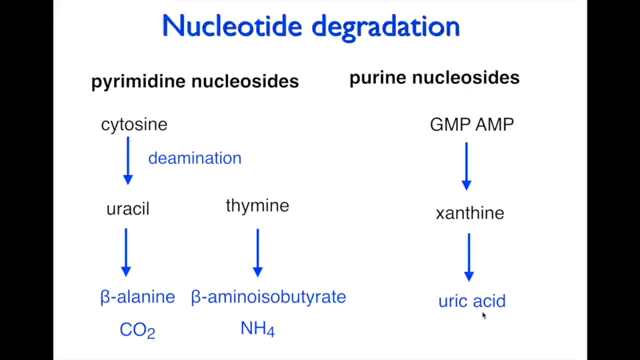 Nucleotide degradation
pyrimidine nucleosides
purine nucleosides
cytosine
GMP AMP
deamination
uracil
thymine
xanthine
β-alanine
β-aminoisobutyrate
uric acid
CO₂
NH₄